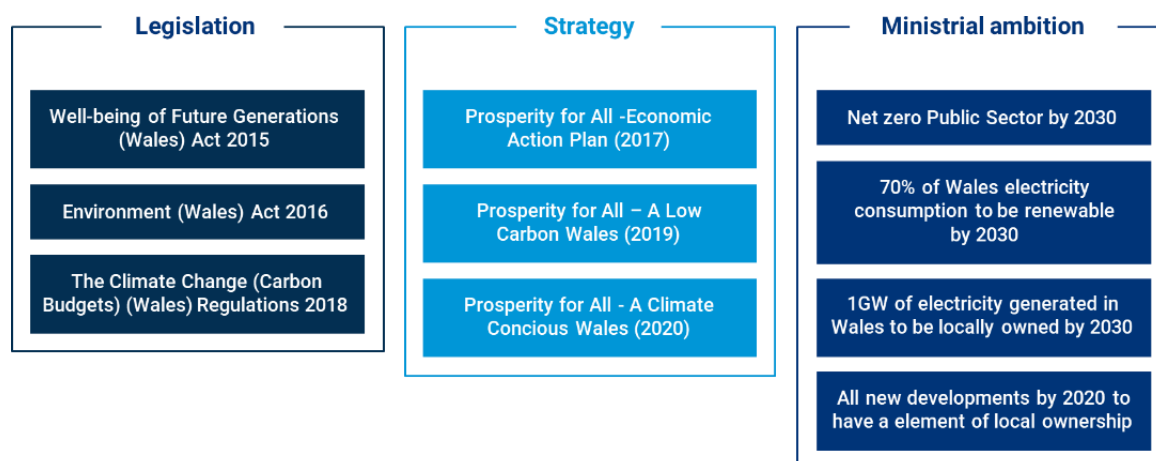 Legislation
Well-being of Future Generations
(Wales) Act 2015
Environment (Wales) Act 2016
The Climate Change (Carbon
Budgets) (Wales) Regulations 2018
Strategy
Prosperity for All -Economic
Action Plan (2017)
Prosperity for All – A Low
Carbon Wales (2019)
Prosperity for All - A Climate
Concious Wales (2020)
Ministrial ambition
Net zero Public Sector by 2030
70% of Wales electricity
consumption to be renewable
by 2030
1GW of electricity generated in
Wales to be locally owned by 2030
All new developments by 2020 to
have a element of local ownership